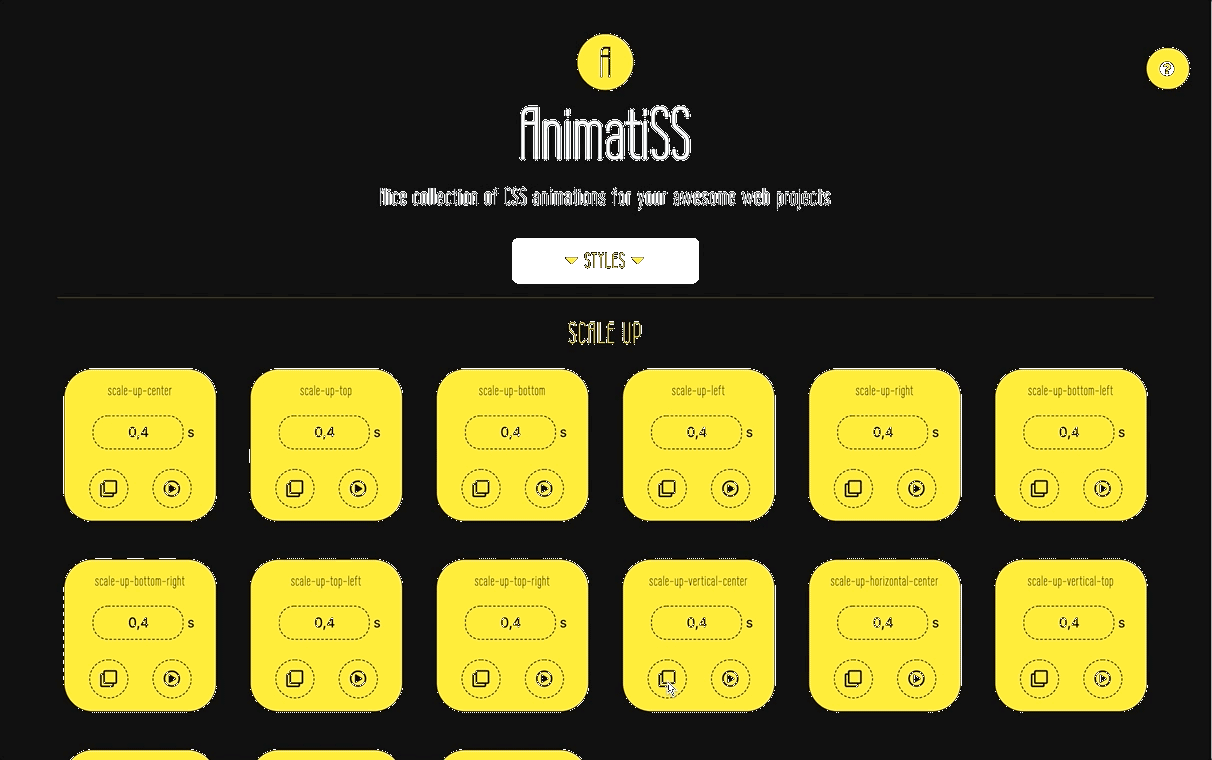 A
AnimatiSS
Nice collection of CSS animations for your awesome web projects
STYLES
SCALE UP
scale-up-center
0,4 s
scale-up-top
0,4 s
scale-up-bottom
0,4 s
scale-up-left
0,4 s
scale-up-right
0,4 s
scale-up-bottom-left
0,4 s
scale-up-bottom-right
0,4 s
scale-up-top-left
0,4 s
scale-up-top-right
0,4 s
scale-up-vertical-center
0,4 s
scale-up-horizontal-center
0,4 s
scale-up-vertical-top
0,4 s